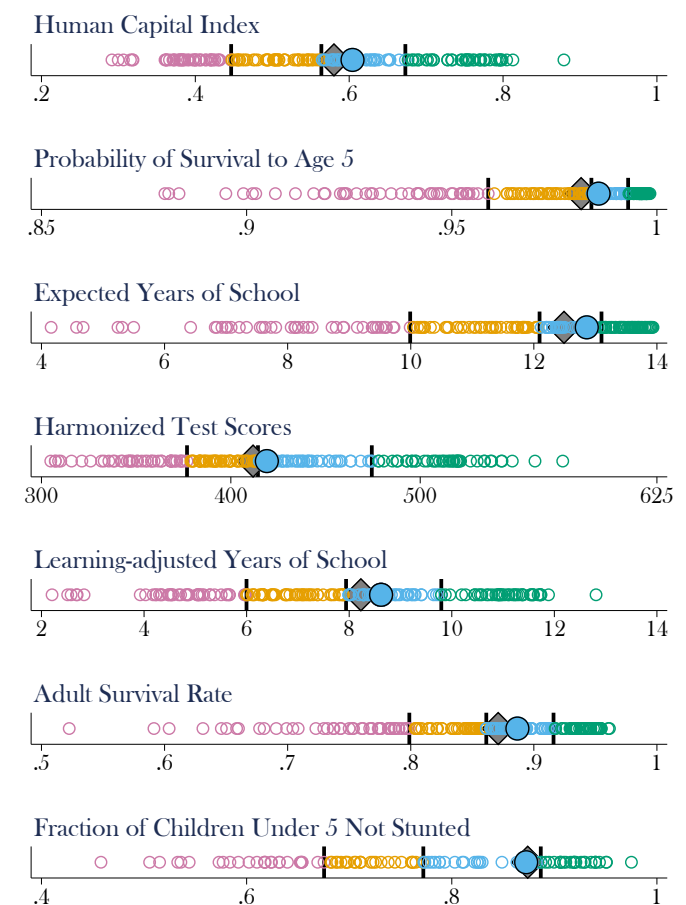 Human Capital Index
.2 .4 .6 .8 1
Probability of Survival to Age 5
.85 .9 .95 1
Expected Years of School
4 6 8 10 12 14
Harmonized Test Scores
300 400 500 625
Learning-adjusted Years of School
2 4 6 8 10 12 14
Adult Survival Rate
.5 .6 .7 .8 .9 1
Fraction of Children Under 5 Not Stunted
.4 .6 .8 1